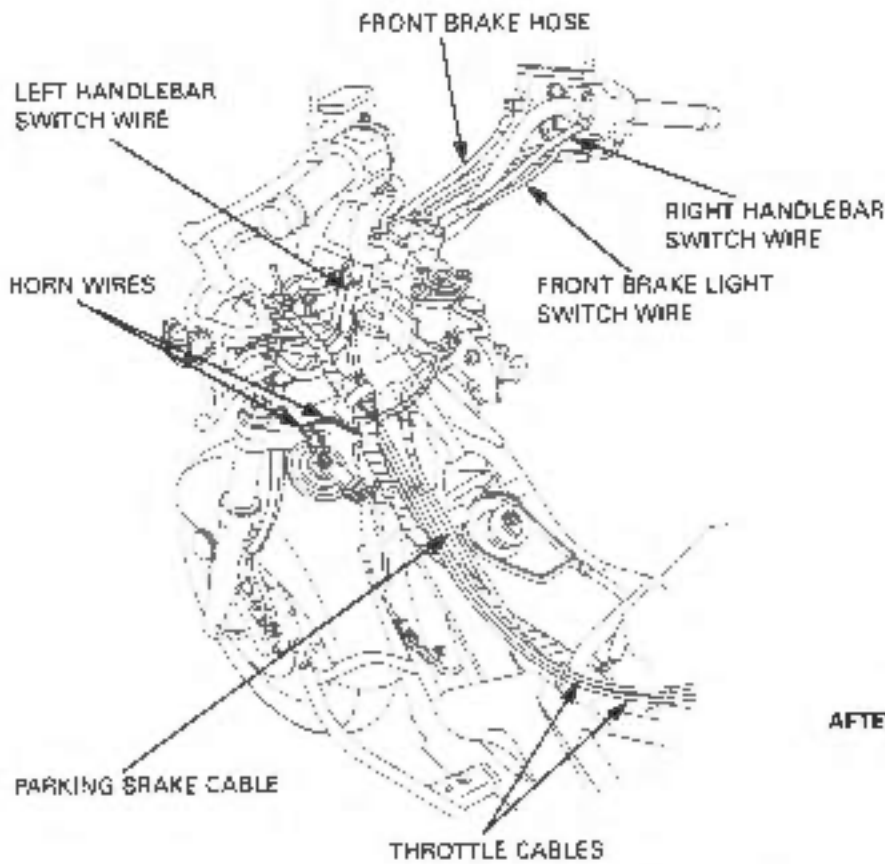 FRONT BRAKE HOSE
LEFT HANDLEBAR
SWITCH WIRE
RIGHT HANDLEBAR
SWITCH WIRE
HORN WIRES
FRONT BRAKE LIGHT
SWITCH WIRE
AFTE
PARKING BRAKE CABLE
THROTTLE CABLES